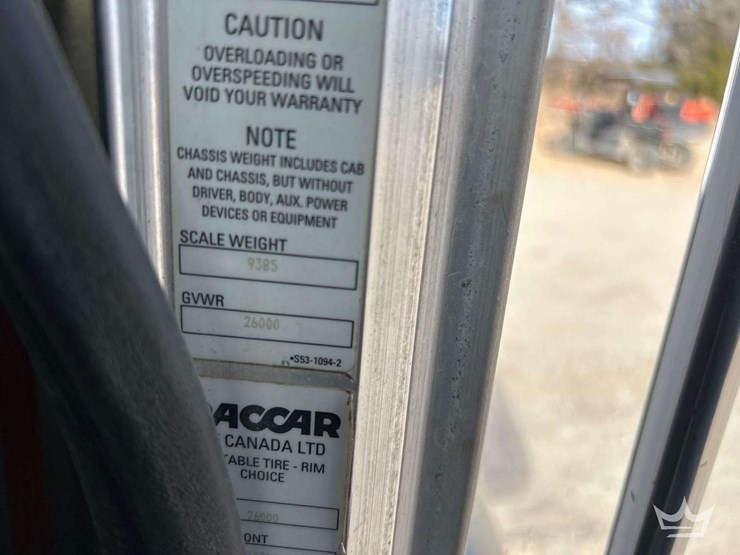 CAUTION
OVERLOADING OR
OVERSPEEDING WILL
VOID YOUR WARRANTY
NOTE
CHASSIS WEIGHT INCLUDES CAB
AND CHASSIS, BUT WITHOUT
DRIVER, BODY, AUX. POWER
DEVICES OR EQUIPMENT
SCALE WEIGHT
9385
GVWR
26000
•S53-1094-2
ACCAR
CANADA LTD
TABLE TIRE - RIM
CHOICE
26000
ONT